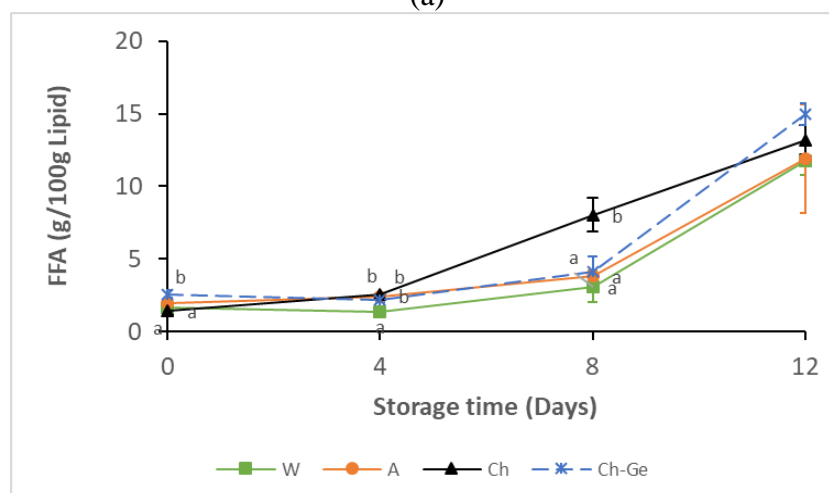 (a)
20
15
10
5
0
FFA (g/100g Lipid)
b
a
a
b
b
b
a
b
a
a
a
0
4
8
12
Storage time (Days)
W
A
Ch
Ch-Ge